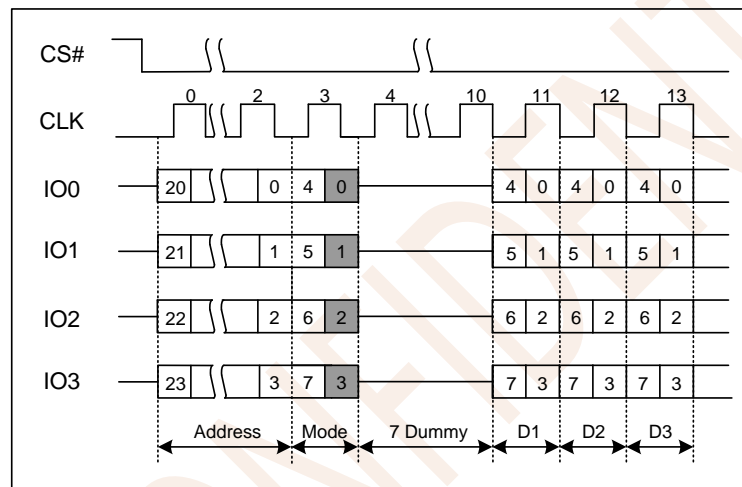 CS#
0 2 3 4 10 11 12 13
CLK
IO0 20 0 4 0 4 0 4 0 4 0
IO1 21 1 5 1 5 1 5 1 5 1
IO2 22 2 6 2 6 2 6 2 6 2
IO3 23 3 7 3 7 3 7 3 7 3
Address Mode 7 Dummy D1 D2 D3
ONFIDENT